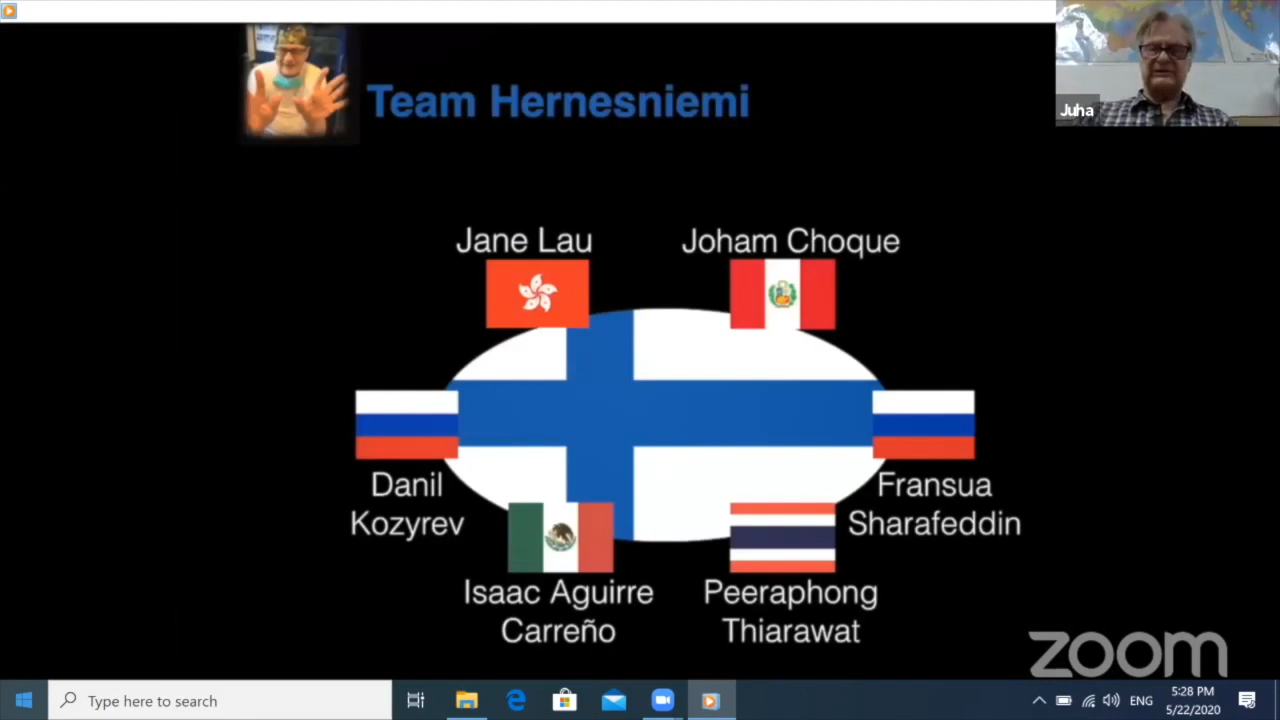 Team Hernesniemi
Juha
Jane Lau
Joham Choque
Danil
Kozyrev
Fransua
Sharafeddin
Isaac Aguirre
Carreño
Peeraphong
Thiarawat
zoom
Type here to search
ENG
5:28 PM
5/22/2020